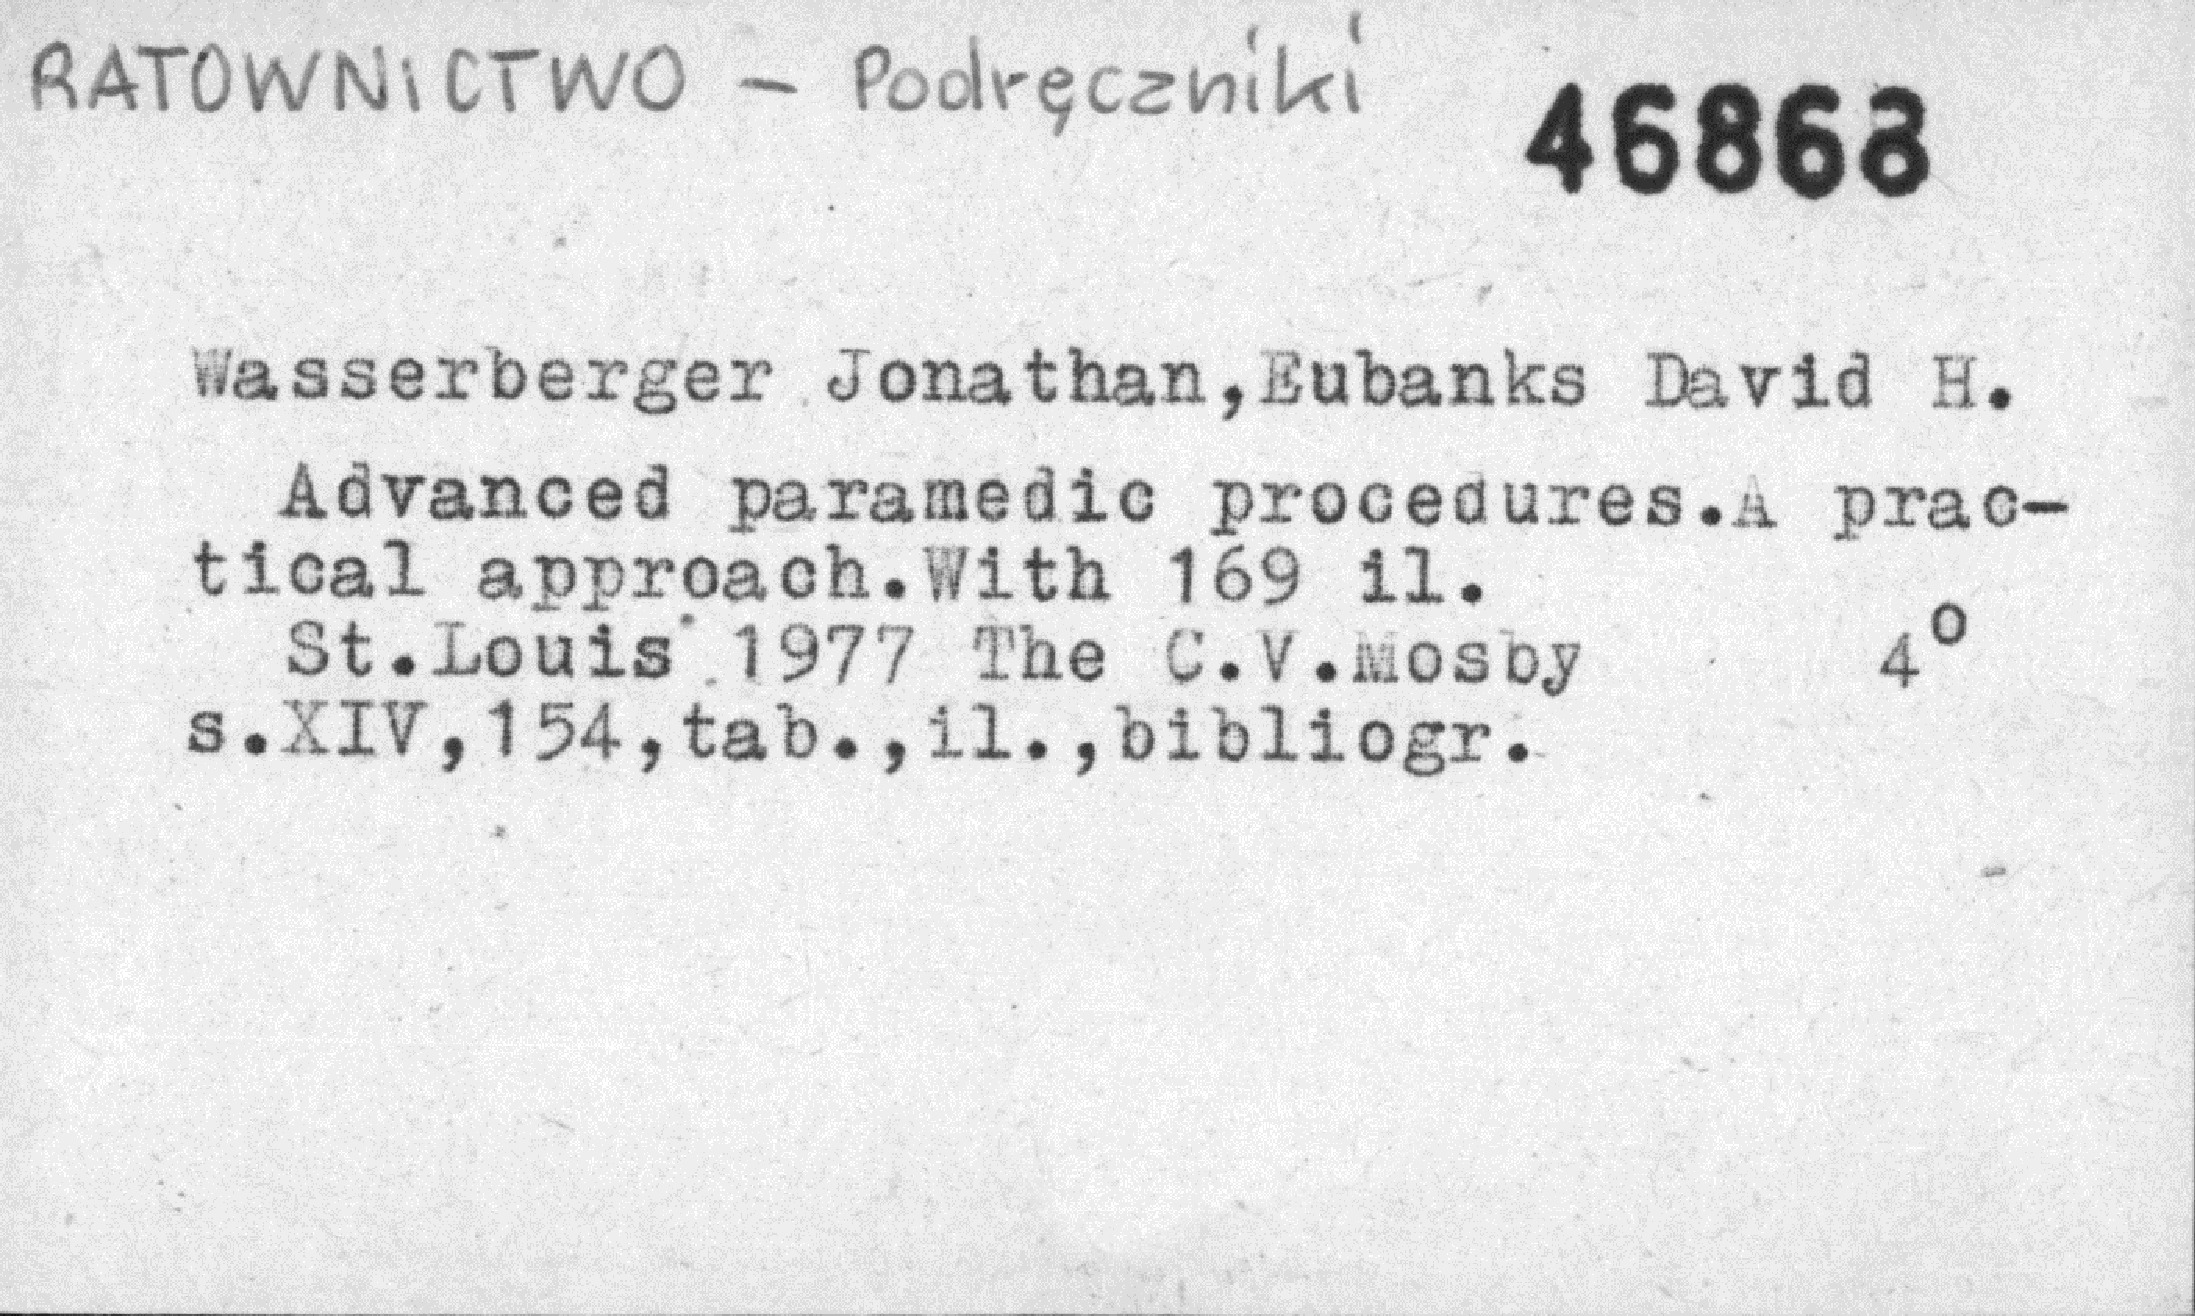 RATOWNICTWO - Podręczniki
46868
Wasserberger Jonathan,Eubanks David H.
Advanced paramedic procedures.A prac-
tical approach.With 169 il.
St.Louis 1977 The C.V.Mosby 4º
s.XIV,154,tab.,il.,bibliogr.